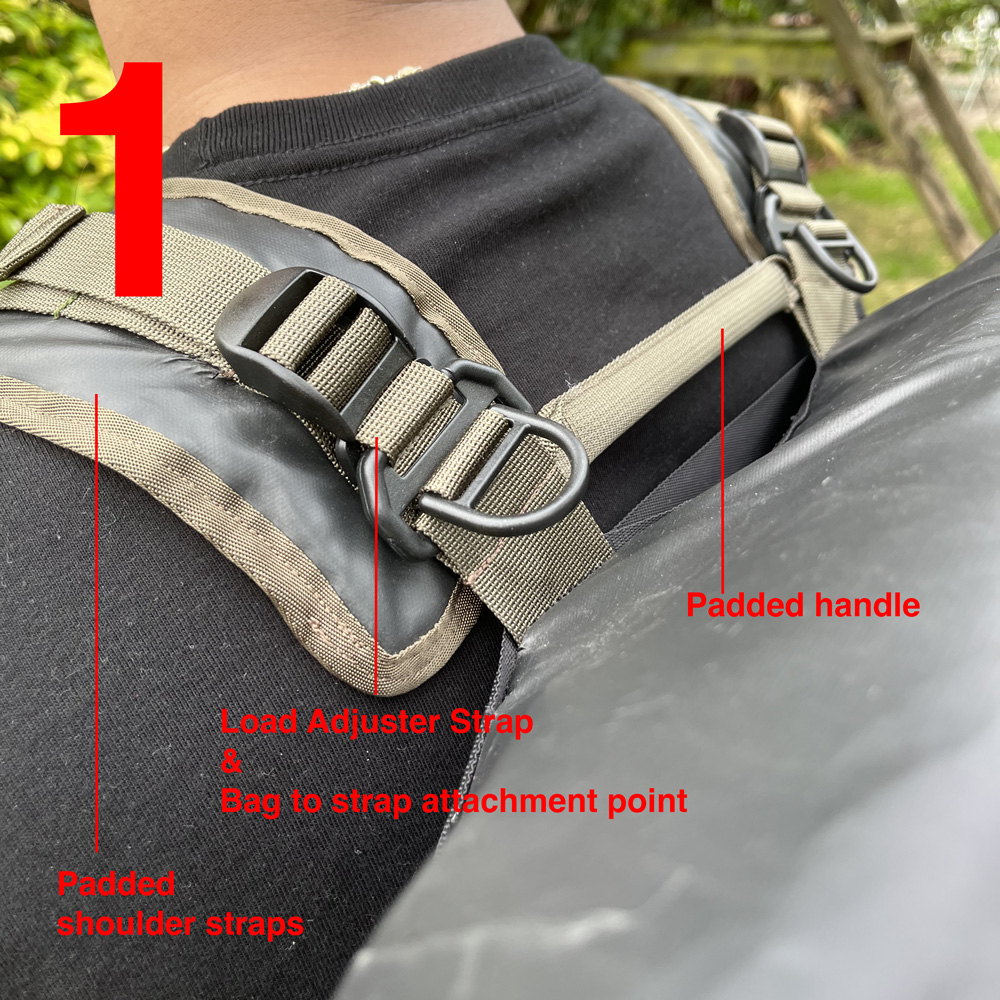 1
Padded handle
Load Adjuster Strap
&
Bag to strap attachment point
Padded
shoulder straps